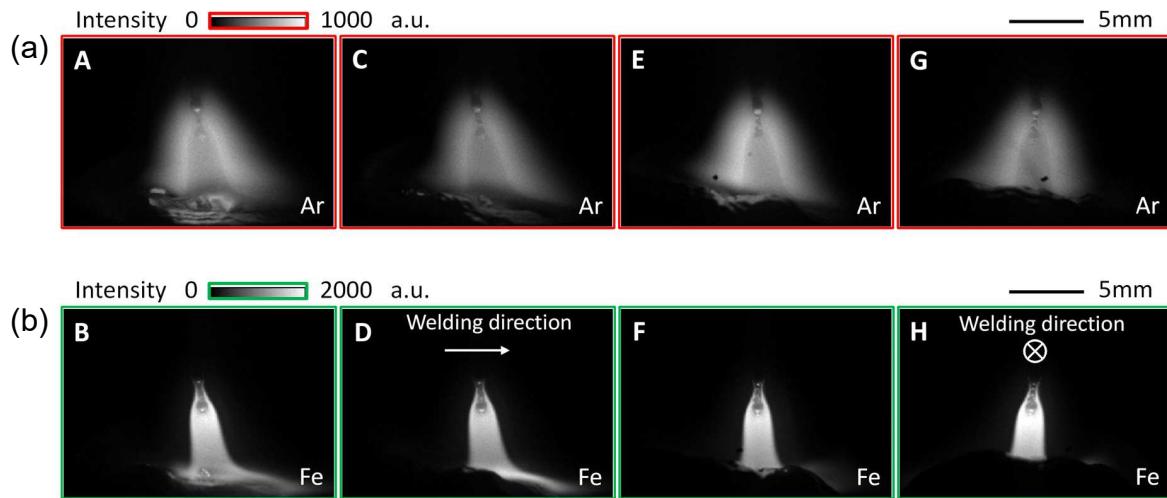 Intensity 0 1000 a.u. 5mm
(a)
A C E G
Ar Ar Ar Ar
Intensity 0 2000 a.u. 5mm
(b)
B D Welding direction F H Welding direction
Fe Fe Fe Fe